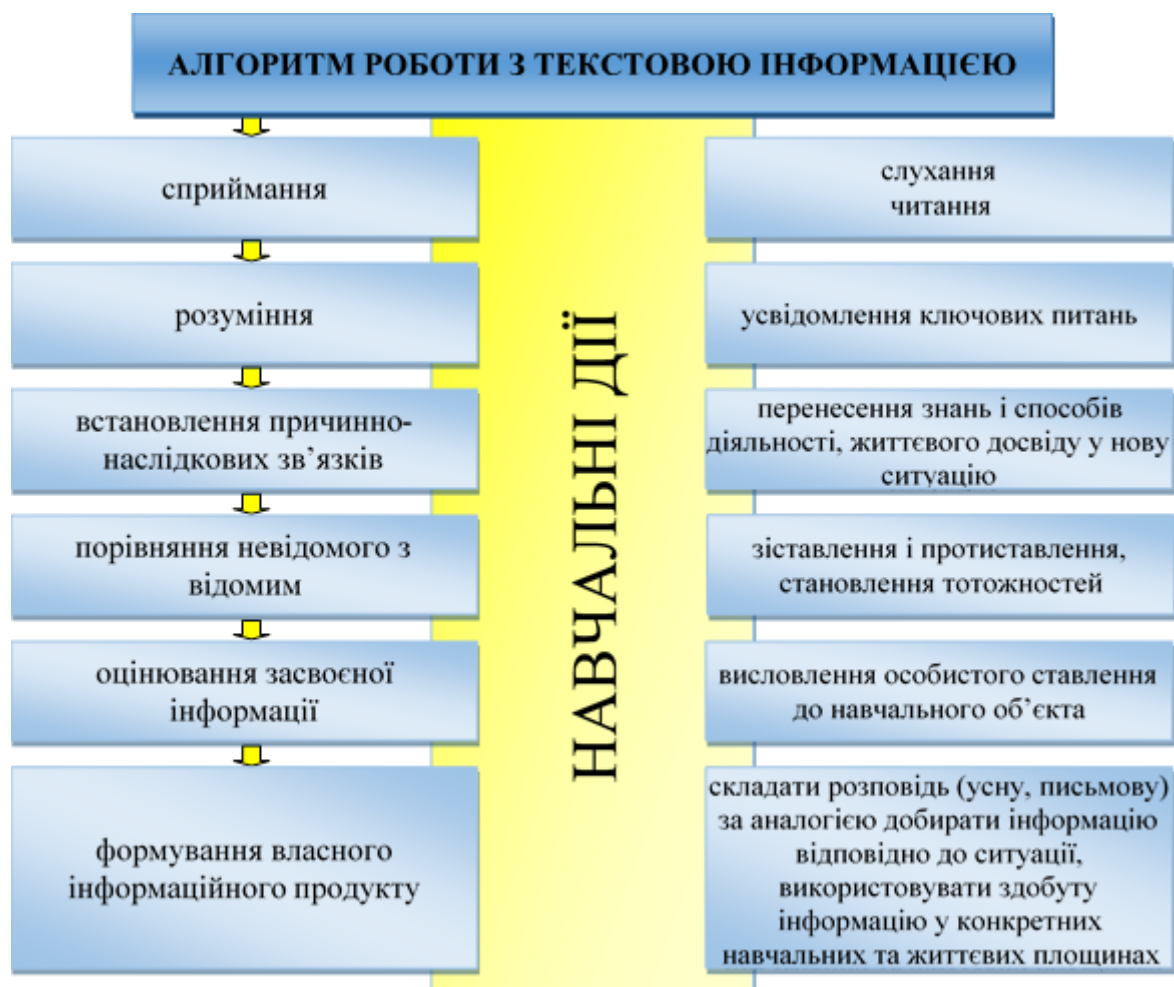 АЛГОРИТМ РОБОТИ З ТЕКСТОВОЮ ІНФОРМАЦІЄЮ
сприймання
слухання
читання
розуміння
усвідомлення ключових питань
встановлення причинно-
наслідкових зв’язків
перенесення знань і способів
діяльності, життєвого досвіду у нову
ситуацію
порівняння невідомого з
відомим
зіставлення і протиставлення,
становлення тотожностей
оцінювання засвоєної
інформації
висловлення особистого ставлення
до навчального об’єкта
формування власного
інформаційного продукту
складати розповідь (усну, письмову)
за аналогією добирати інформацію
відповідно до ситуації,
використовувати здобуту
інформацію у конкретних
навчальних та життєвих площинах
НАВЧАЛЬНІ ДІЇ